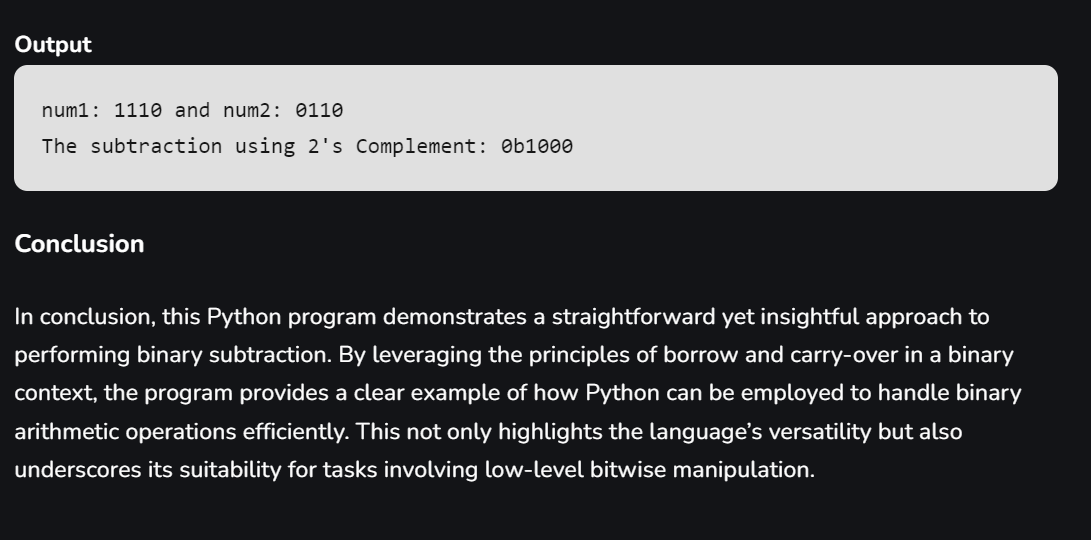 Output
num1: 1110 and num2: 0110
The subtraction using 2's Complement: 0b1000
Conclusion
In conclusion, this Python program demonstrates a straightforward yet insightful approach to
performing binary subtraction. By leveraging the principles of borrow and carry-over in a binary
context, the program provides a clear example of how Python can be employed to handle binary
arithmetic operations efficiently. This not only highlights the language’s versatility but also
underscores its suitability for tasks involving low-level bitwise manipulation.